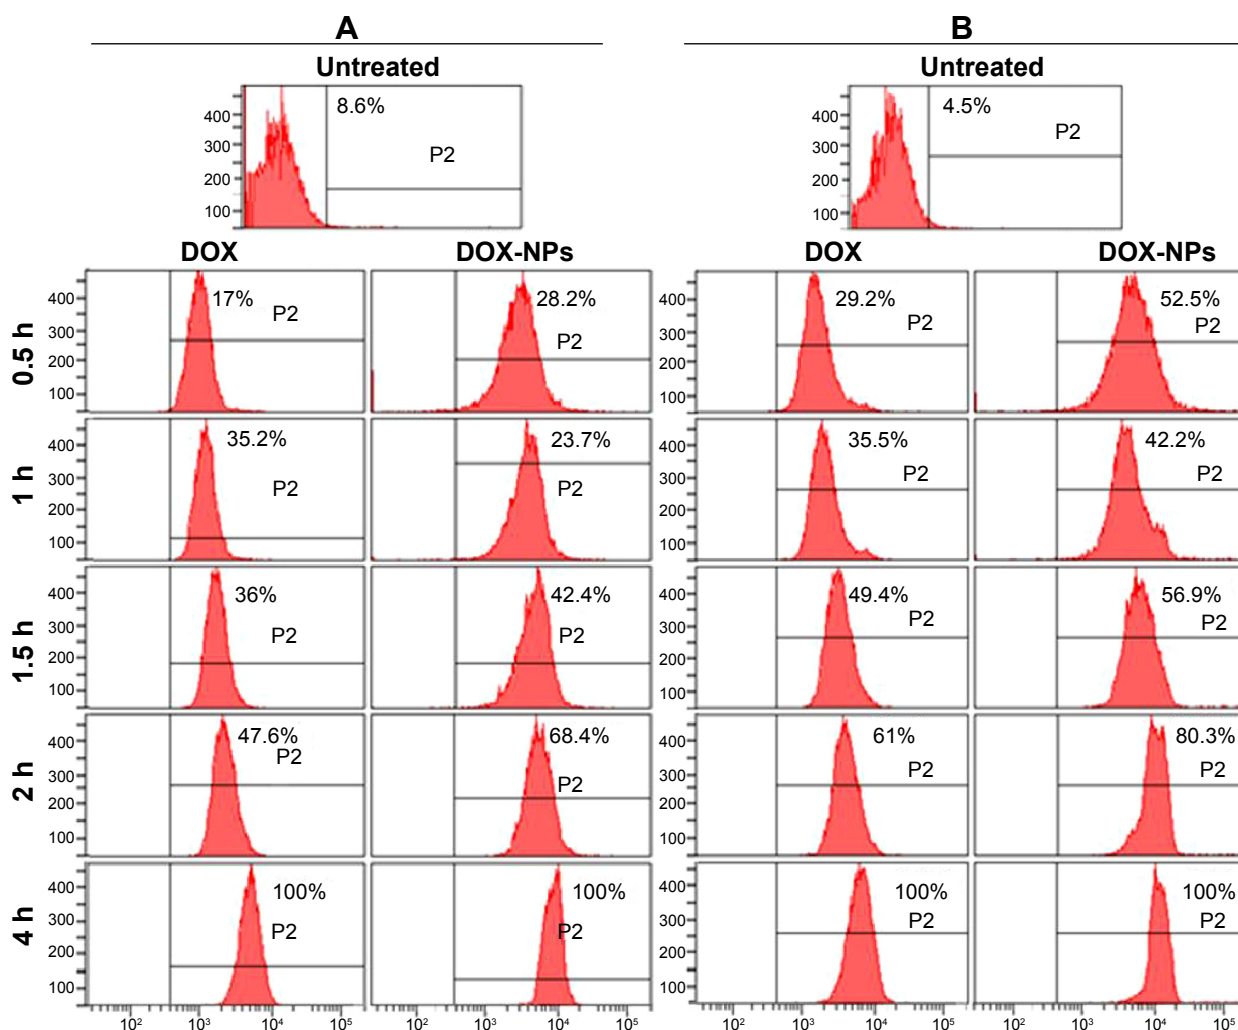 A B
Untreated Untreated
400 8.6% 400 4.5%
300 P2 300 P2
200 200
100 100
DOX DOX-NPs DOX DOX-NPs
0.5 h
400 17% 28.2% 400 29.2% 52.5%
300 P2 P2 300 P2 P2
200 200
100 100
1 h
400 35.2% 23.7% 400 35.5% 42.2%
300 P2 P2 300 P2 P2
200 200
100 100
1.5 h
400 36% 42.4% 400 49.4% 56.9%
300 P2 P2 300 P2 P2
200 200
100 100
2 h
400 47.6% 68.4% 400 61% 80.3%
300 P2 P2 300 P2 P2
200 200
100 100
4 h
400 100% 100% 400 100% 100%
300 P2 P2 300 P2 P2
200 200
100 100
10² 10³ 10⁴ 10⁵ 10² 10³ 10⁴ 10⁵ 10² 10³ 10⁴ 10⁵ 10² 10³ 10⁴ 10⁵